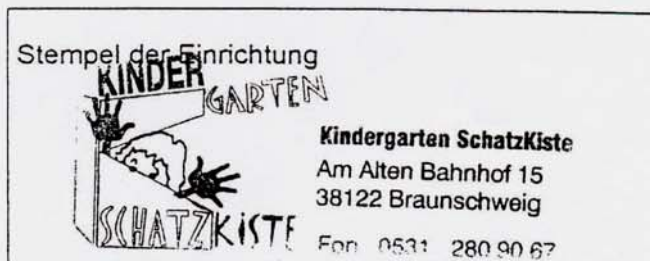 Stempel der Einrichtung
KINDER
GARTEN
SCHATZKISTE
Kindergarten SchatzKiste
Am Alten Bahnhof 15
38122 Braunschweig
Fon 0531 280 90 67